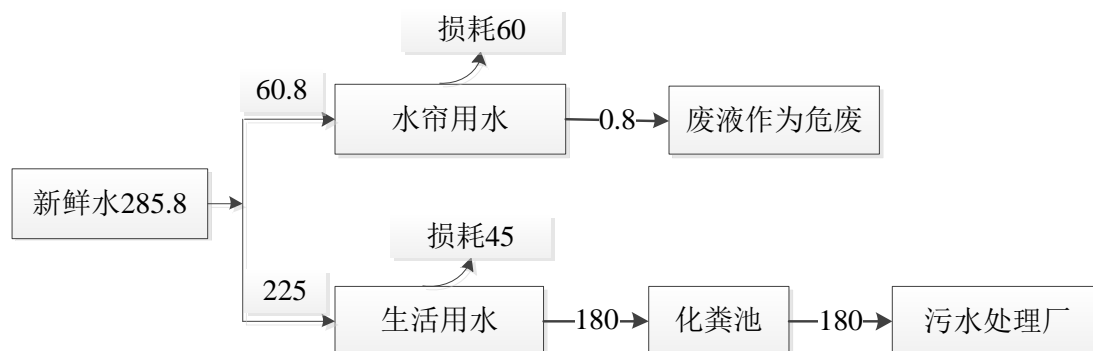 损耗60
60.8
水帘用水
0.8
废液作为危废
新鲜水285.8
损耗45
225
生活用水
180
化粪池
180
污水处理厂